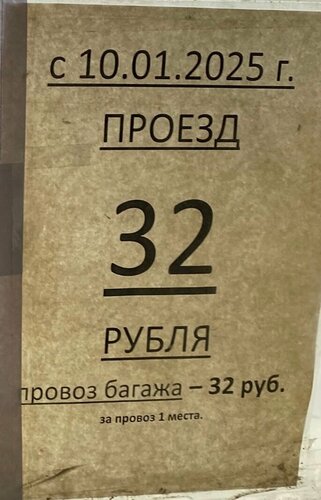 с 10.01.2025 г.
ПРОЕЗД
32
РУБЛЯ
провоз багажа – 32 руб.
за провоз 1 места.